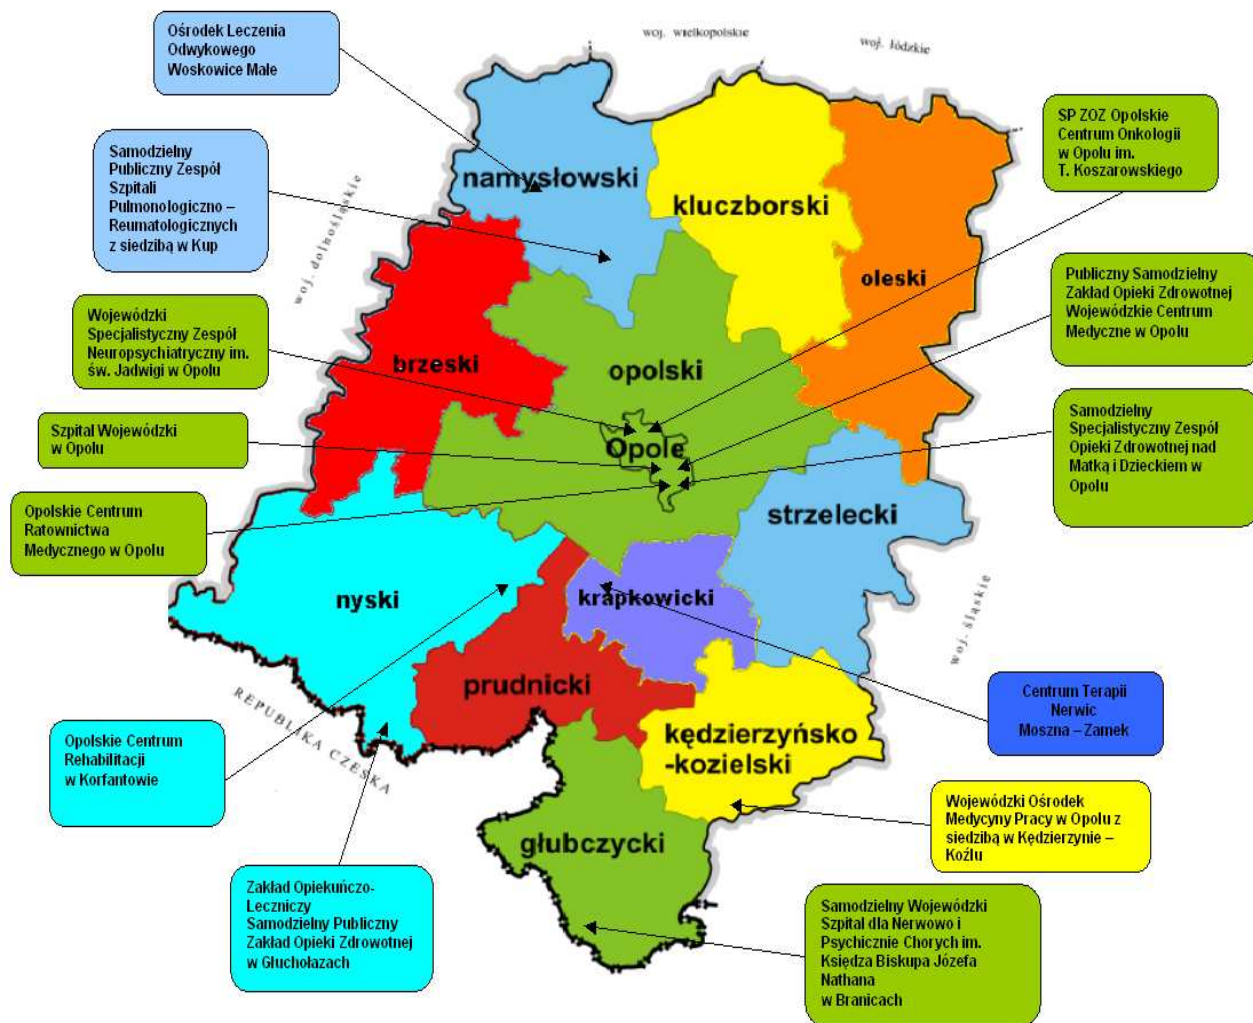 Ośrodek Leczenia
Odwykowego
Woskowice Małe
woj. wielkopolskie
woj. łódzkie
SP ZOZ Opolskie
Centrum Onkologii
w Opolu im.
T. Koszarowskiego
Samodzielny
Publiczny Zespół
Szpitali
Pulmonologiczno –
Reumatologicznych
z siedzibą w Kup
namysłowski
kluczborski
woj. dolnośląskie
oleski
Publiczny Samodzielny
Zakład Opieki Zdrowotnej
Wojewódzkie Centrum
Medyczne w Opolu
Wojewódzki
Specjalistyczny Zespół
Neuropsychiatryczny im.
św. Jadwigi w Opolu
brzeski
opolski
Samodzielny
Specjalistyczny Zespół
Opieki Zdrowotnej nad
Matką i Dzieckiem w
Opolu
Szpital Wojewódzki
w Opolu
Opole
Opolskie Centrum
Ratownictwa
Medycznego w Opolu
strzelecki
nyski
krapkowicki
woj. śląskie
prudnicki
REPUBLIKA CZESKA
Centrum Terapii
Nerwic
Moszna – Zamek
Opolskie Centrum
Rehabilitacji
w Korfantowie
kędzierzyńsko
-kozielski
Wojewódzki Ośrodek
Medycyny Pracy w Opolu z
siedzibą w Kędzierzynie –
Koźlu
głubczycki
Zakład Opiekuńczo-
Leczniczy
Samodzielny Publiczny
Zakład Opieki Zdrowotnej
w Głuchołazach
Samodzielny Wojewódzki
Szpital dla Nerwowo i
Psychicznie Chorych im.
Księdza Biskupa Józefa
Nathana
w Branicach